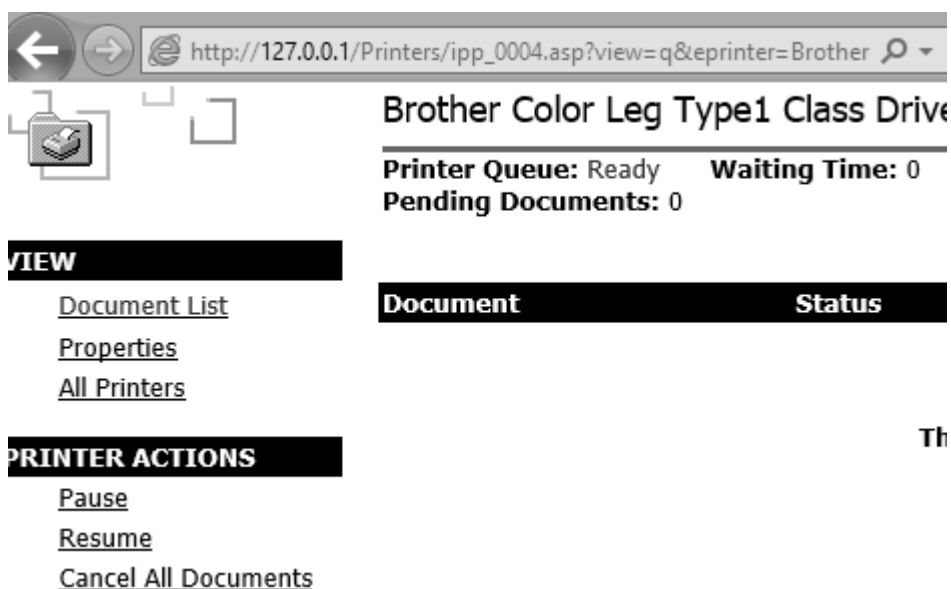 http://127.0.0.1/Printers/ipp_0004.asp?view=q&eprinter=Brother
Brother Color Leg Type1 Class Drive
Printer Queue: Ready Waiting Time: 0
Pending Documents: 0
VIEW
Document List
Properties
All Printers
Document Status
Th
PRINTER ACTIONS
Pause
Resume
Cancel All Documents